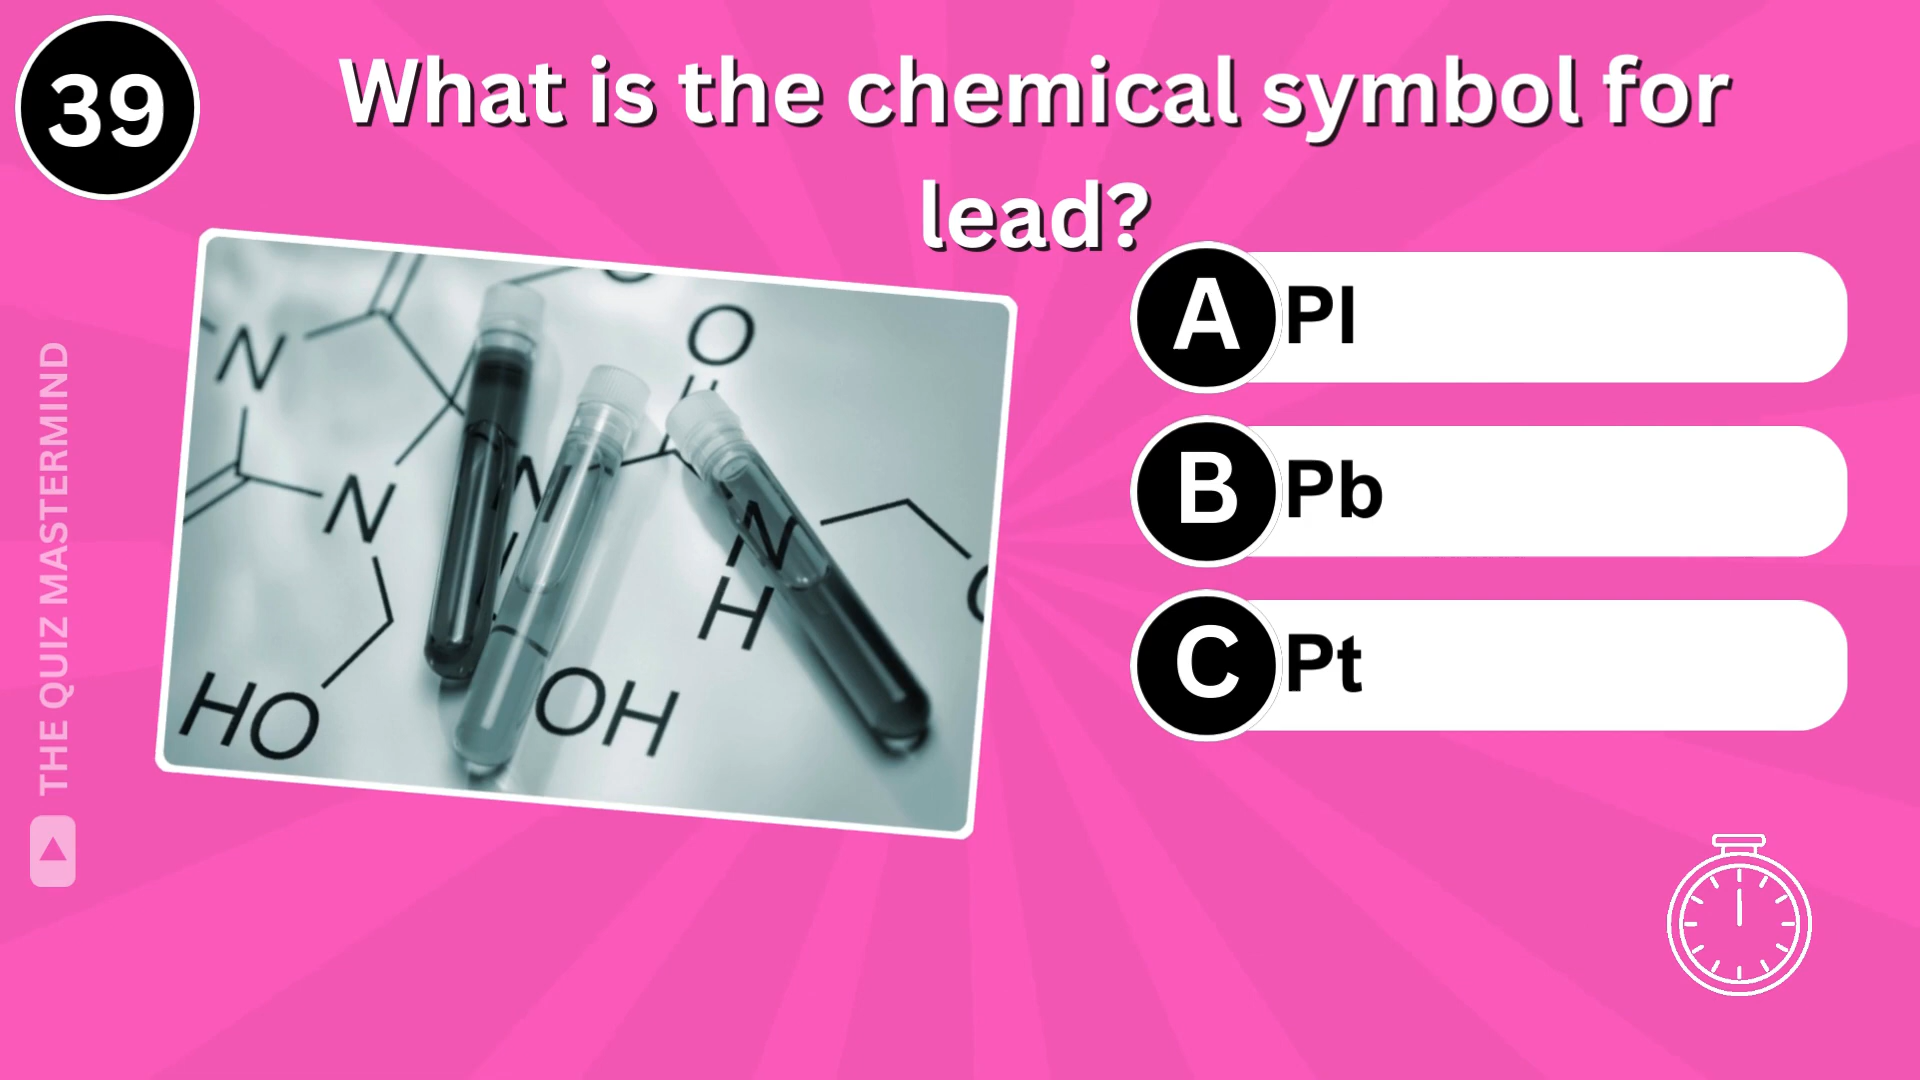 39
What is the chemical symbol for
lead?
A Pl
B Pb
C Pt
THE QUIZ MASTERMIND
O
N
N
N
N
H
HO
OH